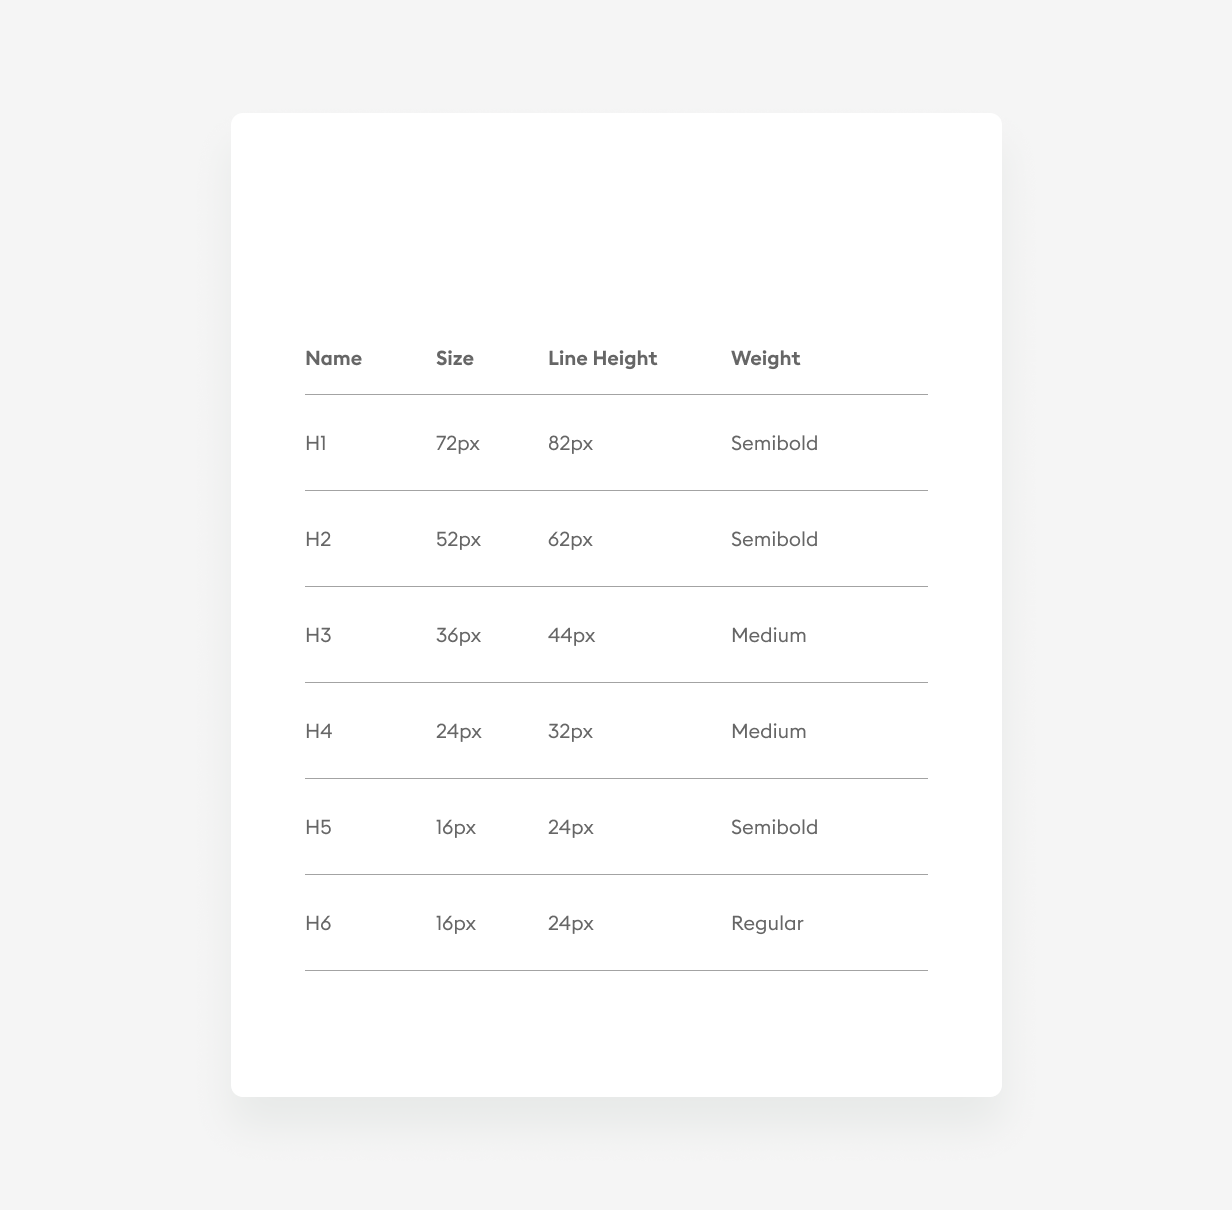 Name Size Line Height Weight
H1 72px 82px Semibold
H2 52px 62px Semibold
H3 36px 44px Medium
H4 24px 32px Medium
H5 16px 24px Semibold
H6 16px 24px Regular